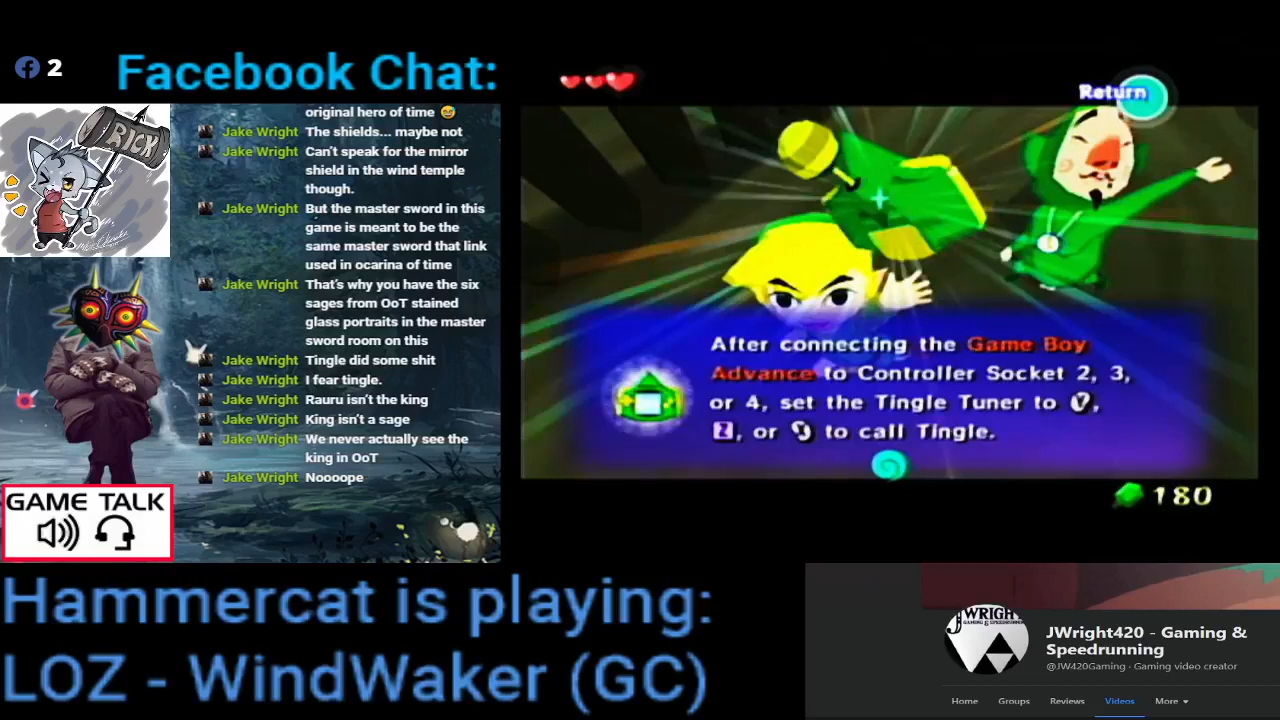 2
Facebook Chat:
RICK
original hero of time 😅
Jake Wright The shields... maybe not
Jake Wright Can't speak for the mirror
shield in the wind temple
though.
Jake Wright But the master sword in this
game is meant to be the
same master sword that link
used in ocarina of time
Jake Wright That's why you have the six
sages from OoT stained
glass portraits in the master
sword room on this
Jake Wright Tingle did some shit
Jake Wright I fear tingle.
Jake Wright Rauru isn't the king
Jake Wright King isn't a sage
Jake Wright We never actually see the
king in OoT
Jake Wright Noooope
GAME TALK
Return
After connecting the Game Boy
Advance to Controller Socket 2, 3,
or 4, set the Tingle Tuner to Y,
Z, or X to call Tingle.
180
Hammercat is playing:
LOZ - WindWaker (GC)
JWRIGHT
GAMING & SPEEDRUNNING
JWright420 - Gaming &
Speedrunning
@JW420Gaming · Gaming video creator
Home Groups Reviews Videos More